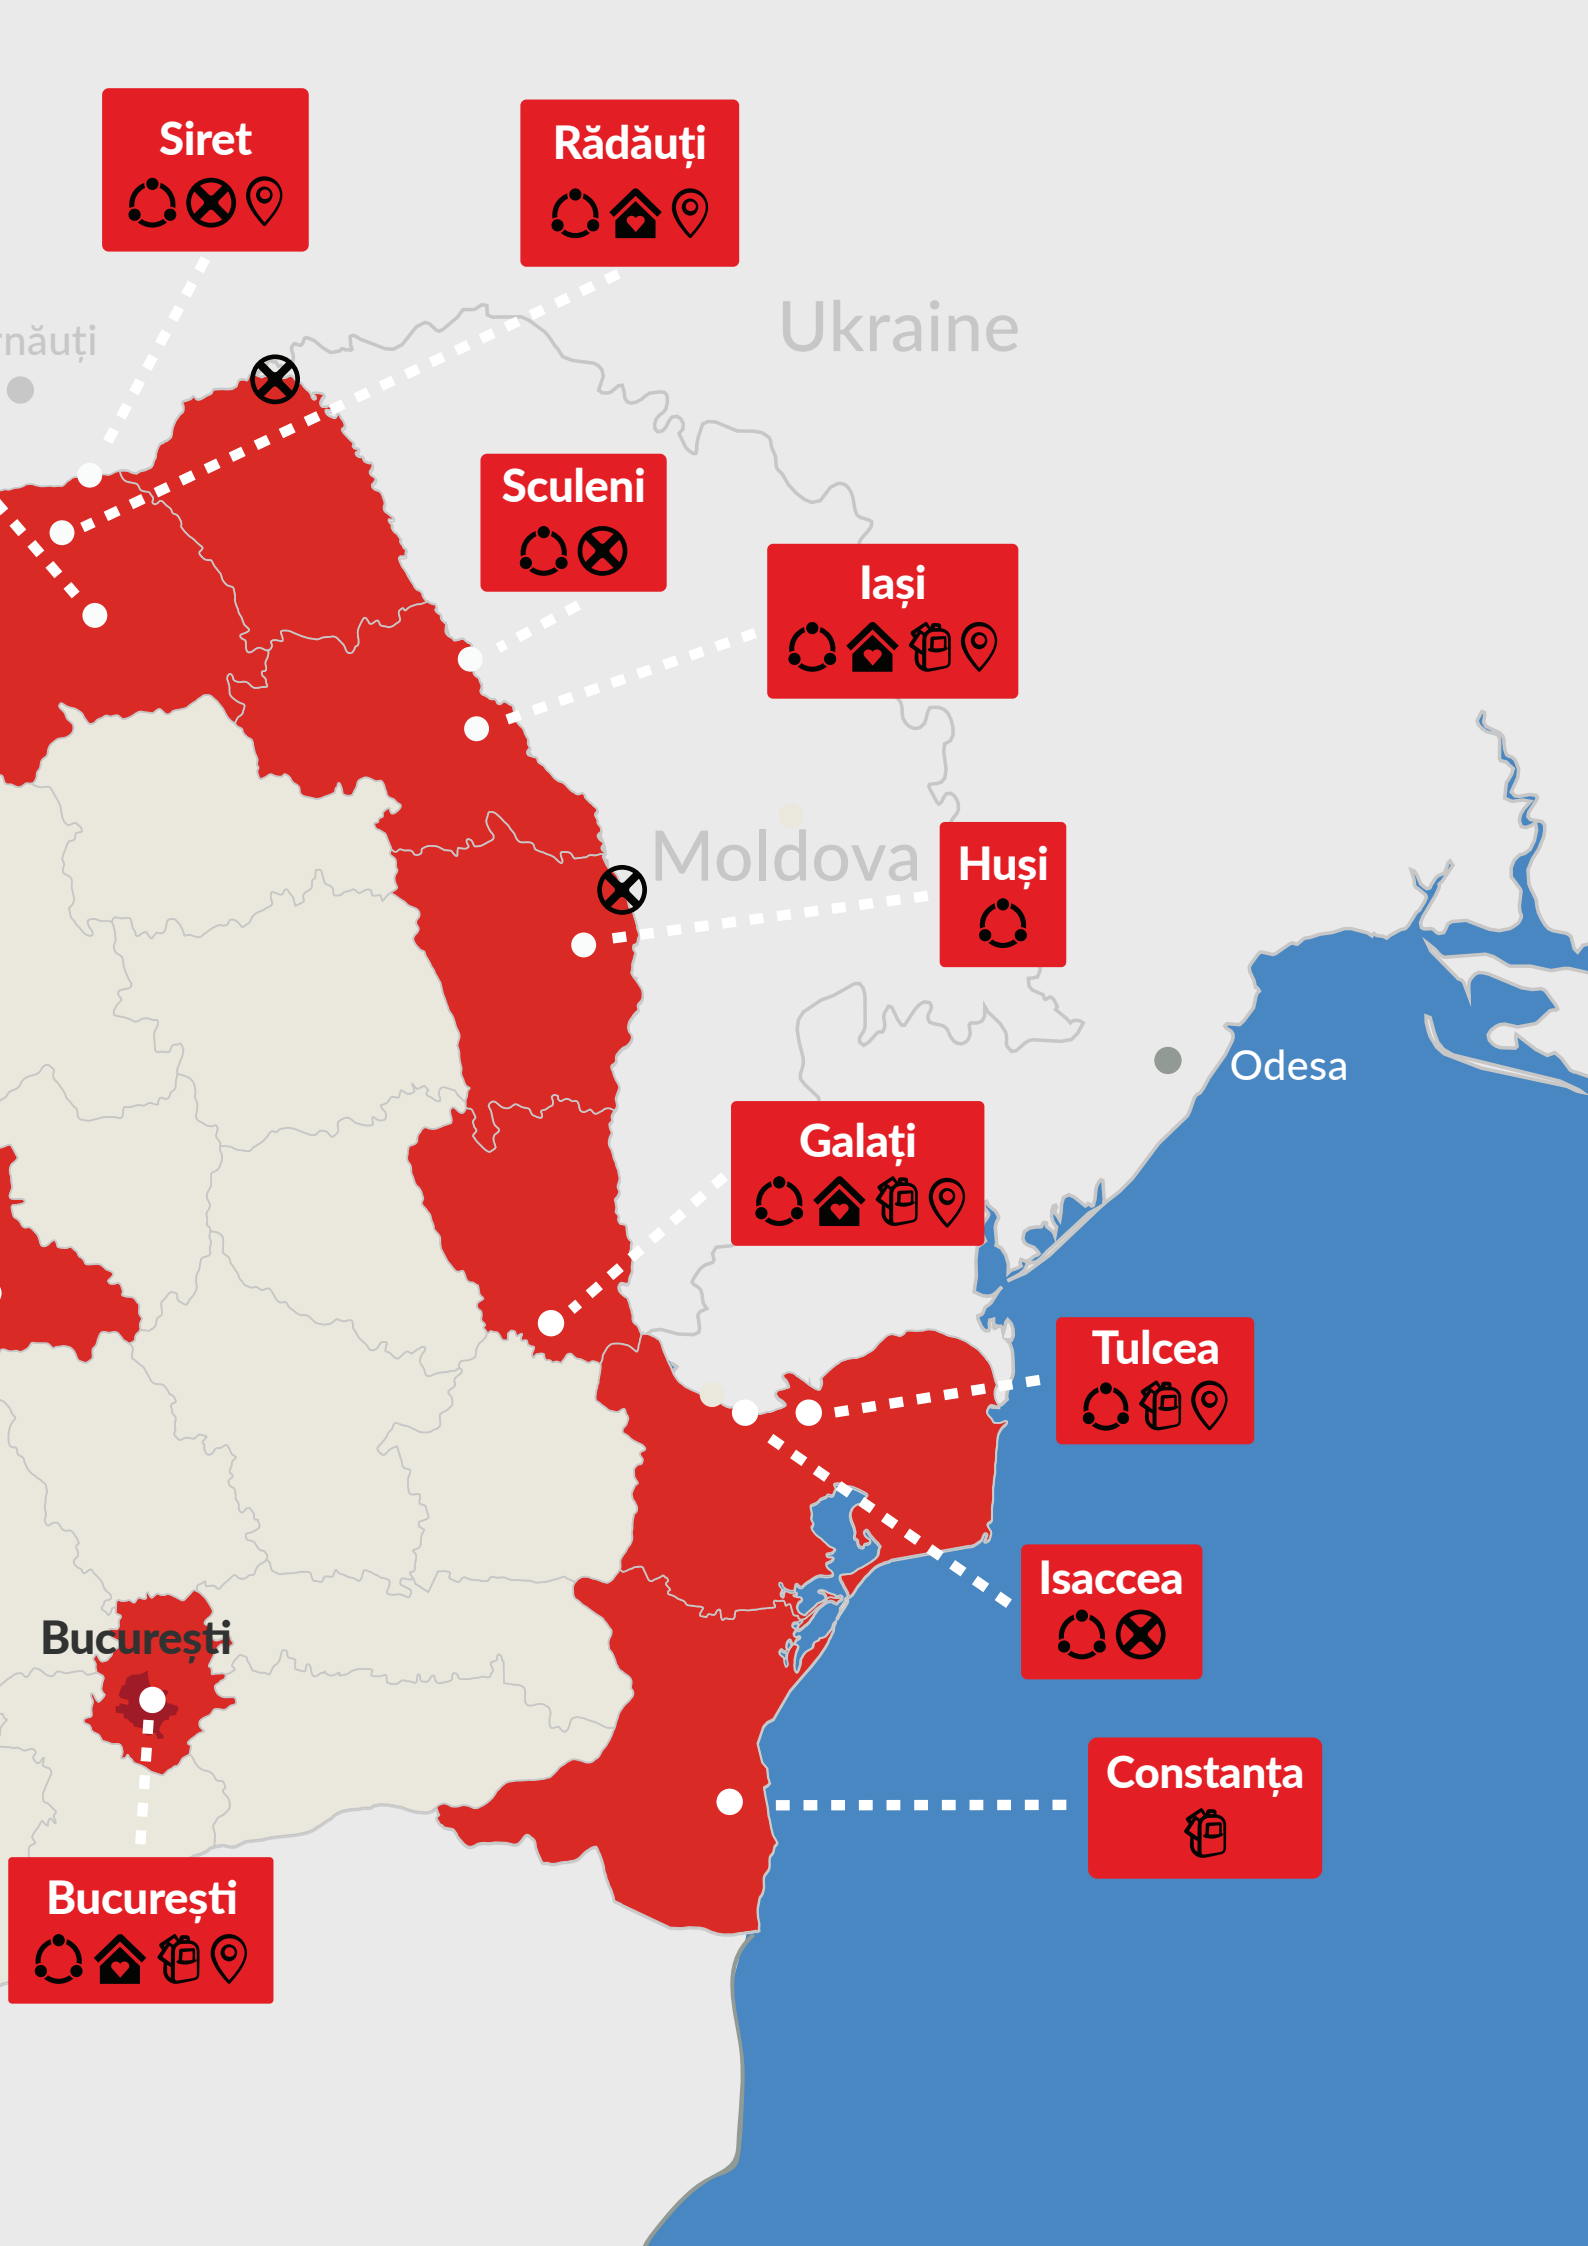 Siret
Rădăuți
Ukraine
rnăuți
Sculeni
Iași
Moldova
Huși
Odesa
Galați
Tulcea
Isaccea
București
Constanța
București